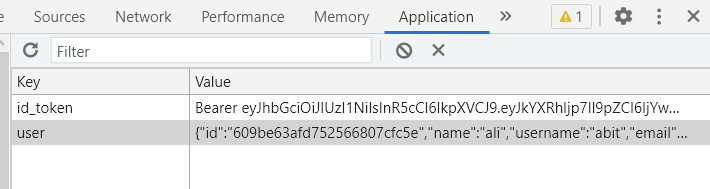 Network Performance Memory Application » 1
Filter
Key Value
id_token Bearer eyJhbGciOiJIUzI1NiIsInR5cCI6IkpXVCJ9.eyJkYXRhIjp7Il9pZCI6IjYw...
user {"id":"609be63afd752566807cfc5e","name":"ali","username":"abit","email"...